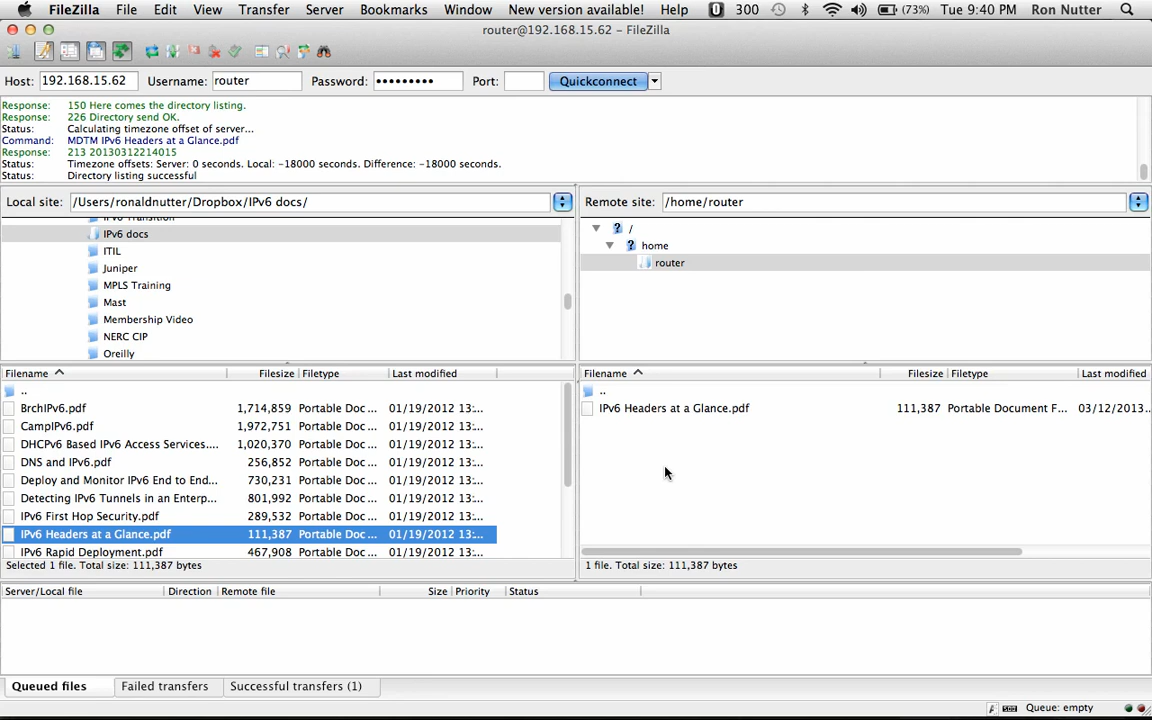 FileZilla File Edit View Transfer Server Bookmarks Window New version available! Help 300 (73%) Tue 9:40 PM Ron Nutter
router@192.168.15.62 – FileZilla
Host: 192.168.15.62 Username: router Password: ••••••••• Port: Quickconnect
Response: 150 Here comes the directory listing.
Response: 226 Directory send OK.
Status: Calculating timezone offset of server...
Command: MDTM IPv6 Headers at a Glance.pdf
Response: 213 20130312214015
Status: Timezone offsets: Server: 0 seconds. Local: -18000 seconds. Difference: -18000 seconds.
Status: Directory listing successful
Local site: /Users/ronaldnutter/Dropbox/IPv6 docs/
IPv6 Transition
IPv6 docs
ITIL
Juniper
MPLS Training
Mast
Membership Video
NERC CIP
Oreilly
Remote site: /home/router
/
home
router
Filename Filesize Filetype Last modified
..
BrchIPv6.pdf 1,714,859 Portable Doc... 01/19/2012 13:...
CampIPv6.pdf 1,972,751 Portable Doc... 01/19/2012 13:...
DHCPv6 Based IPv6 Access Services.... 1,020,370 Portable Doc... 01/19/2012 13:...
DNS and IPv6.pdf 256,852 Portable Doc... 01/19/2012 13:...
Deploy and Monitor IPv6 End to End... 730,231 Portable Doc... 01/19/2012 13:...
Detecting IPv6 Tunnels in an Enterp... 801,992 Portable Doc... 01/19/2012 13:...
IPv6 First Hop Security.pdf 289,532 Portable Doc... 01/19/2012 13:...
IPv6 Headers at a Glance.pdf 111,387 Portable Doc... 01/19/2012 13:...
IPv6 Rapid Deployment.pdf 467,908 Portable Doc... 01/19/2012 13:...
Selected 1 file. Total size: 111,387 bytes
Filename Filesize Filetype Last modified
..
IPv6 Headers at a Glance.pdf 111,387 Portable Document F... 03/12/2013...
1 file. Total size: 111,387 bytes
Server/Local file Direction Remote file Size Priority Status
Queued files Failed transfers Successful transfers (1)
Queue: empty